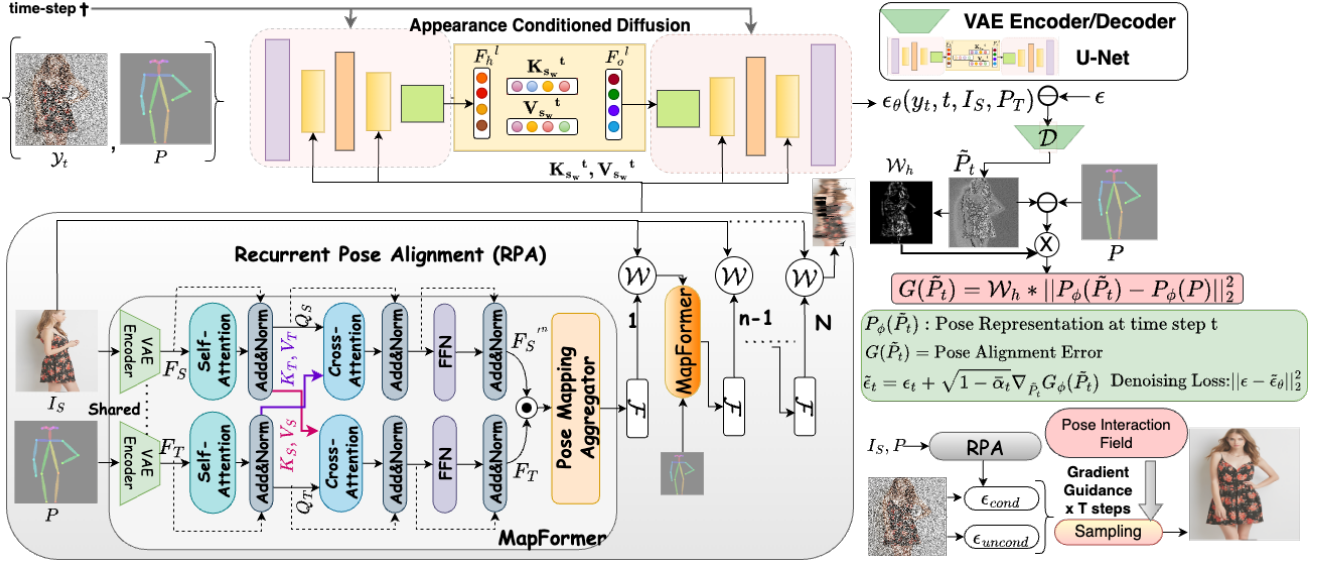 time-step t
Appearance Conditioned Diffusion
F_h^l
K_{s_w}^t
V_{s_w}^t
F_o^l
y_t , P
K_{s_w}^t, V_{s_w}^t
VAE Encoder/Decoder
U-Net
ϵ_θ(y_t, t, I_S, P_T)
ϵ
D
W_h
P̃_t
X
P
G(P̃_t) = W_h * ||P_ϕ(P̃_t) − P_ϕ(P)||_2^2
P_ϕ(P̃_t) : Pose Representation at time step t
G(P̃_t) = Pose Alignment Error
ϵ̃_t = ϵ_t + √(1 − ᾱ_t) ∇_{P̃_t} G_ϕ(P̃_t) Denoising Loss:||ϵ − ϵ̃_θ||_2^2
Recurrent Pose Alignment (RPA)
W
W
W
1
n-1
N
MapFormer
F
F
F
I_S
Shared
P
VAE Encoder
F_S
Self-Attention
Add&Norm
Q_S
K_T, V_T
Cross-Attention
Add&Norm
FFN
Add&Norm
F_S^{'n}
VAE Encoder
F_T
Self-Attention
Add&Norm
K_S, V_S
Q_T
Cross-Attention
Add&Norm
FFN
Add&Norm
F_T
Pose Mapping Aggregator
MapFormer
I_S, P
RPA
ϵ_cond
ϵ_uncond
Pose Interaction
Field
Gradient
Guidance
x T steps
Sampling